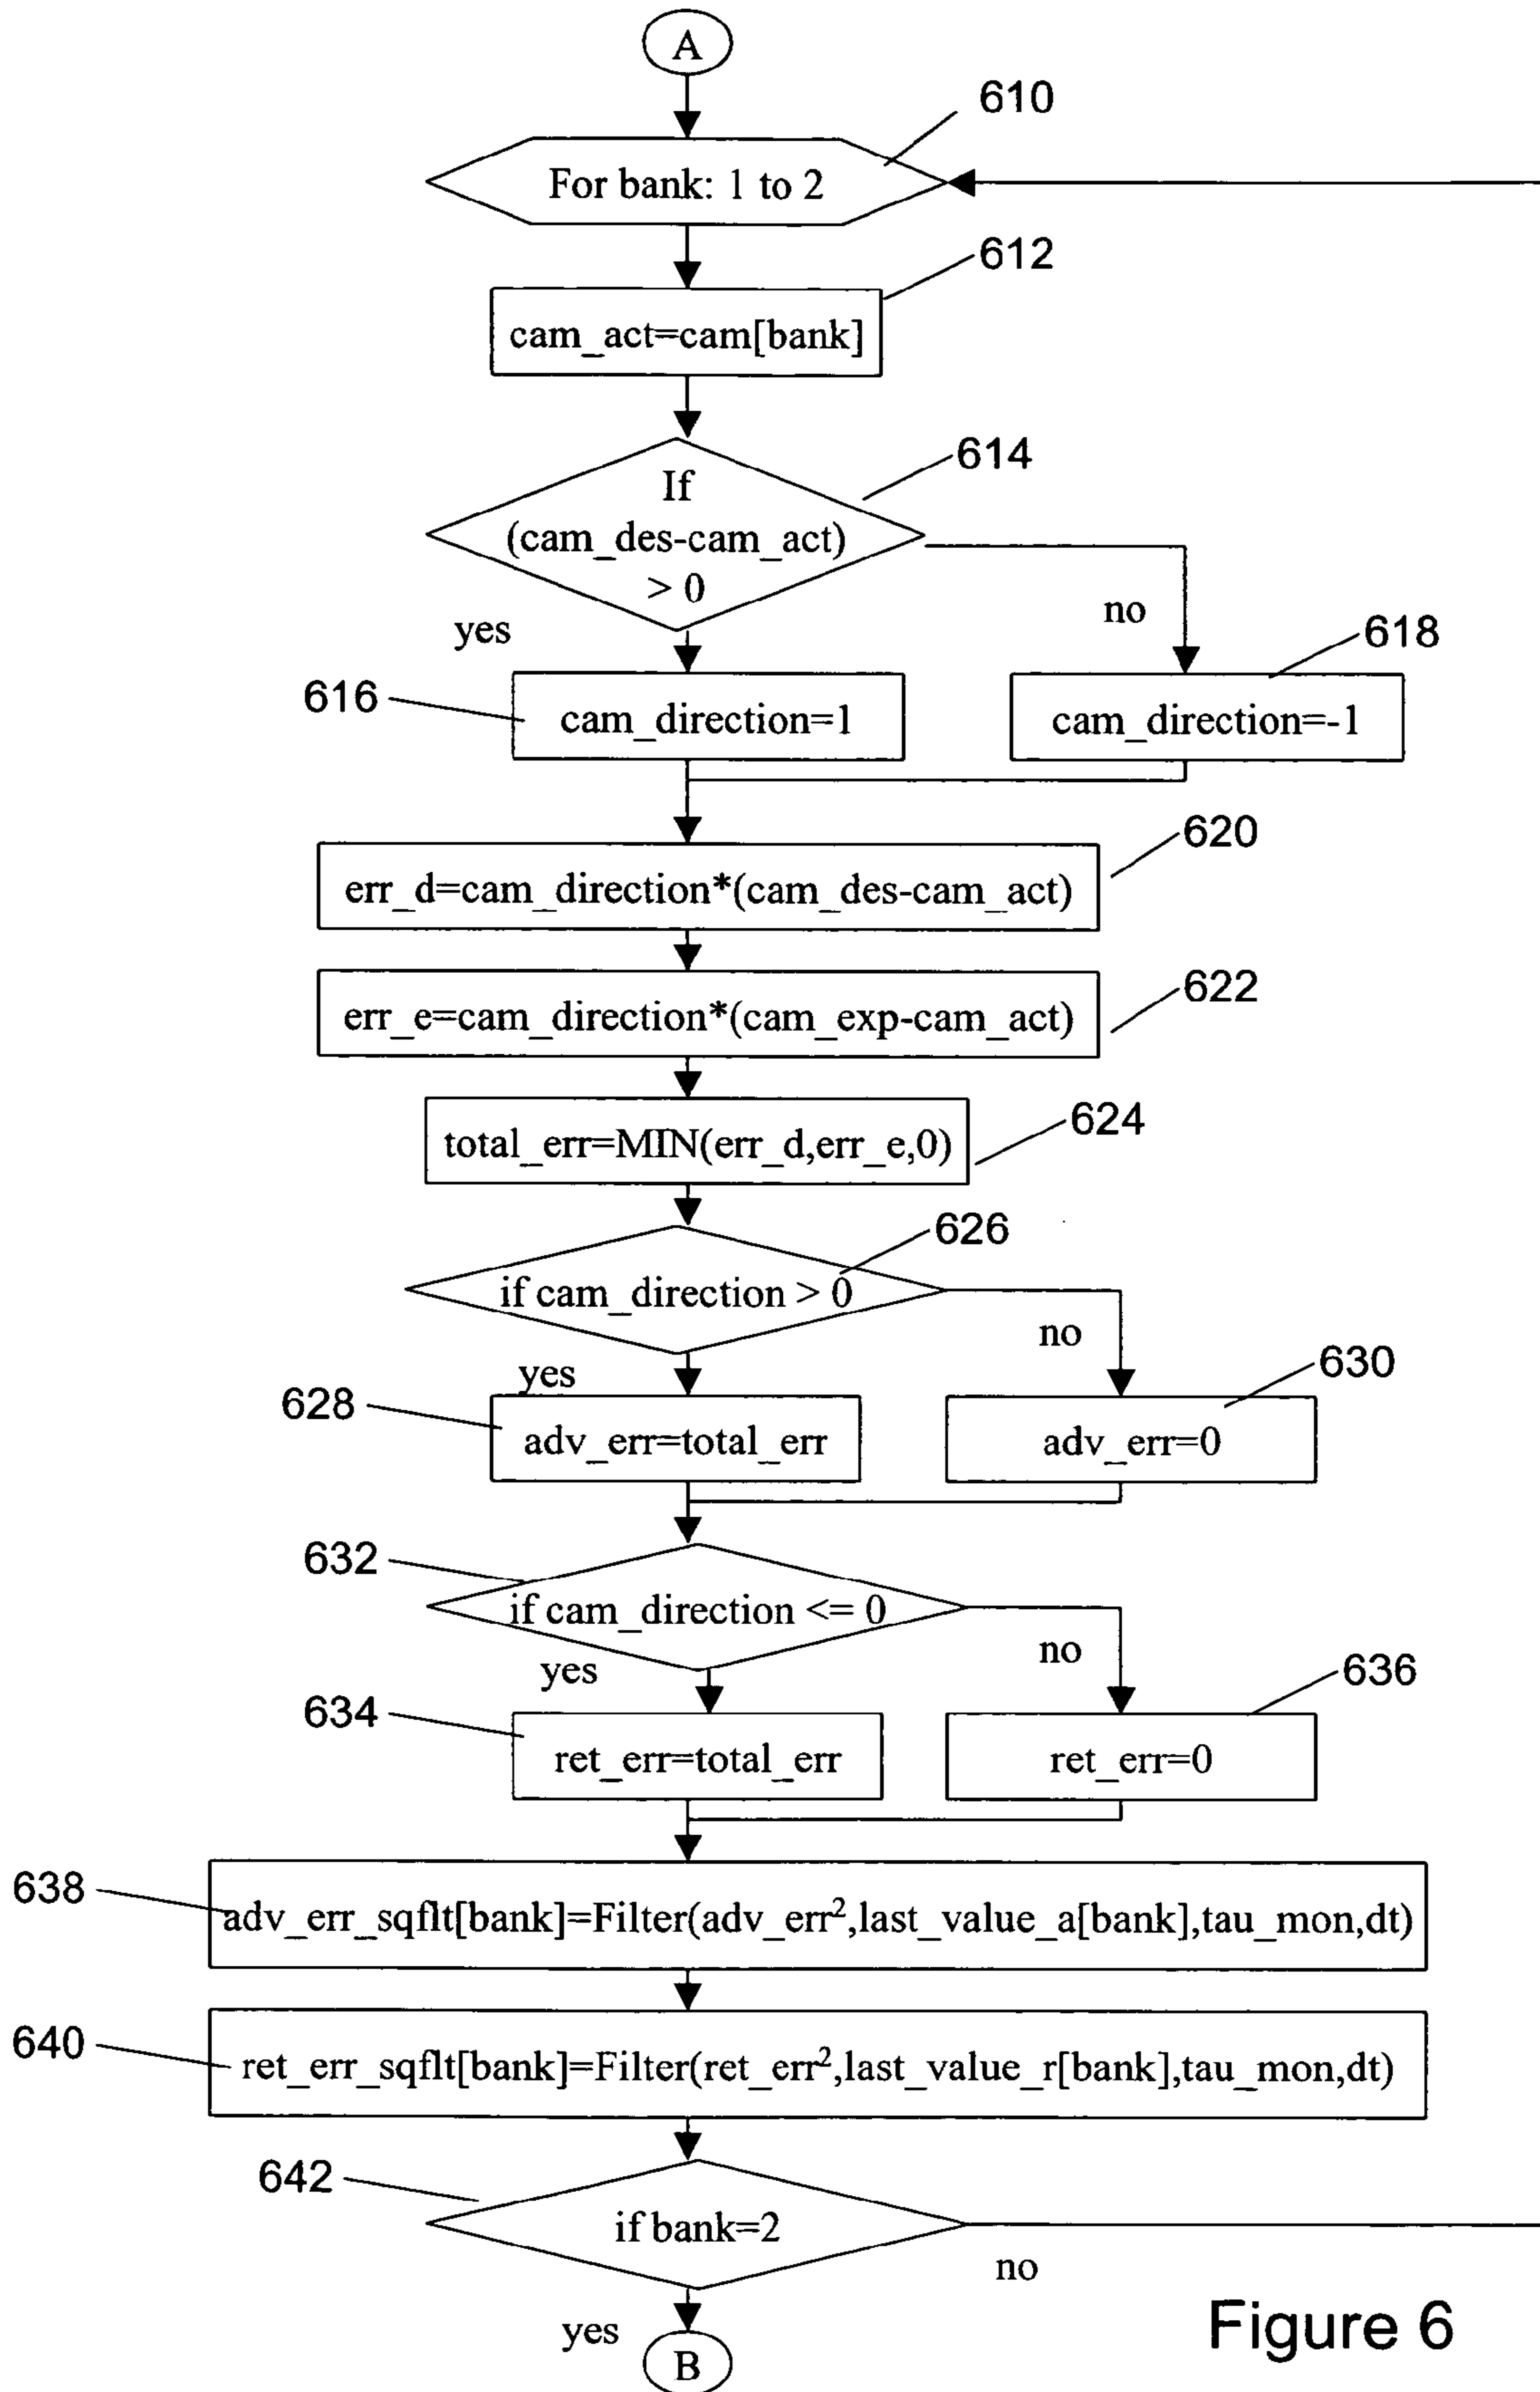 A
610
For bank: 1 to 2
612
cam_act=cam[bank]
614
If
(cam_des-cam_act)
> 0
yes
no
618
616
cam_direction=1
cam_direction=-1
620
err_d=cam_direction*(cam_des-cam_act)
622
err_e=cam_direction*(cam_exp-cam_act)
624
total_err=MIN(err_d,err_e,0)
626
if cam_direction > 0
no
yes
630
628
adv_err=total_err
adv_err=0
632
if cam_direction <= 0
no
yes
636
634
ret_err=total_err
ret_err=0
638
adv_err_sqflt[bank]=Filter(adv_err²,last_value_a[bank],tau_mon,dt)
640
ret_err_sqflt[bank]=Filter(ret_err²,last_value_r[bank],tau_mon,dt)
642
if bank=2
no
yes
B
Figure 6